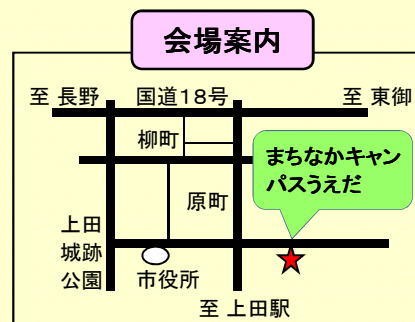 会場案内
至 長野
国道18号
至 東御
柳町
まちなかキャン
パスうえだ
原町
上田
城跡
公園
市役所
至 上田駅